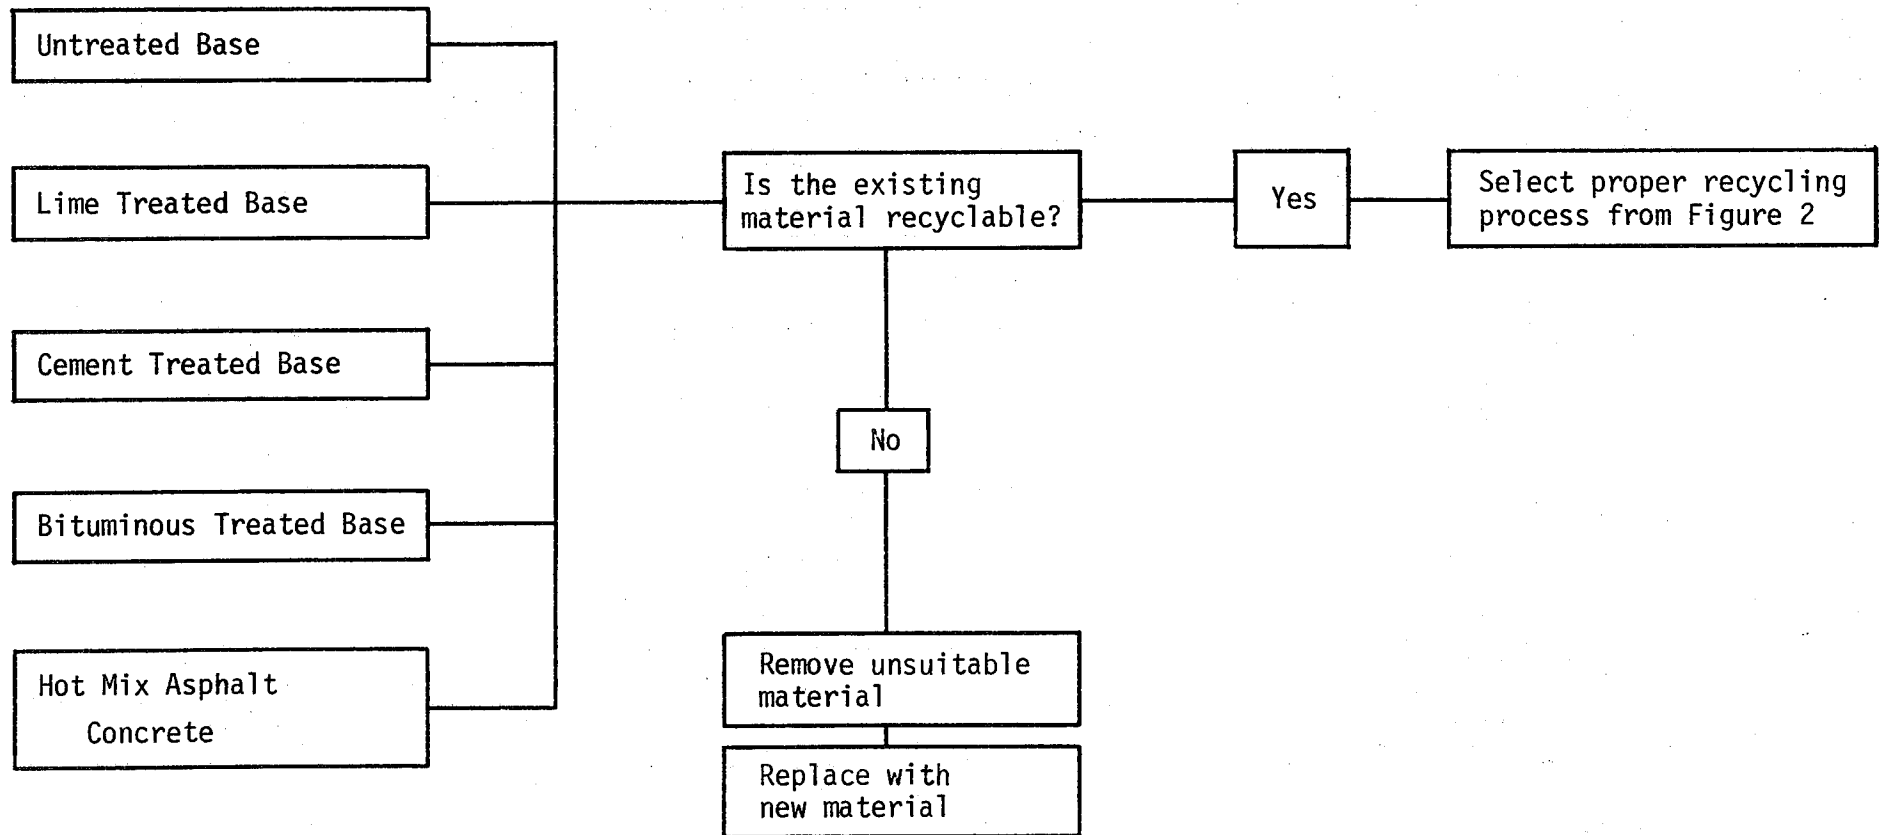 Untreated Base
Lime Treated Base
Cement Treated Base
Bituminous Treated Base
Hot Mix Asphalt
Concrete
Is the existing
material recyclable?
Yes
Select proper recycling
process from Figure 2
No
Remove unsuitable
material
Replace with
new material